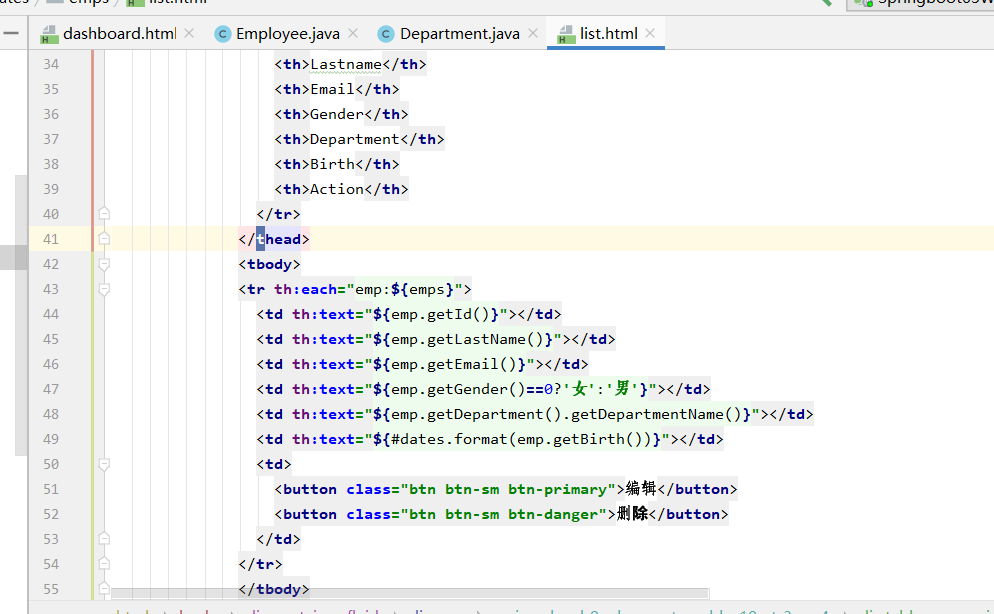 dashboard.html
Employee.java
Department.java
list.html
34 <th>Lastname</th>
35 <th>Email</th>
36 <th>Gender</th>
37 <th>Department</th>
38 <th>Birth</th>
39 <th>Action</th>
40 </tr>
41 </thead>
42 <tbody>
43 <tr th:each="emp:${emps}">
44 <td th:text="${emp.getId()}"></td>
45 <td th:text="${emp.getLastName()}"></td>
46 <td th:text="${emp.getEmail()}"></td>
47 <td th:text="${emp.getGender()==0?'女':'男'}"></td>
48 <td th:text="${emp.getDepartment().getDepartmentName()}"></td>
49 <td th:text="${#dates.format(emp.getBirth())}"></td>
50 <td>
51 <button class="btn btn-sm btn-primary">编辑</button>
52 <button class="btn btn-sm btn-danger">删除</button>
53 </td>
54 </tr>
55 </tbody>